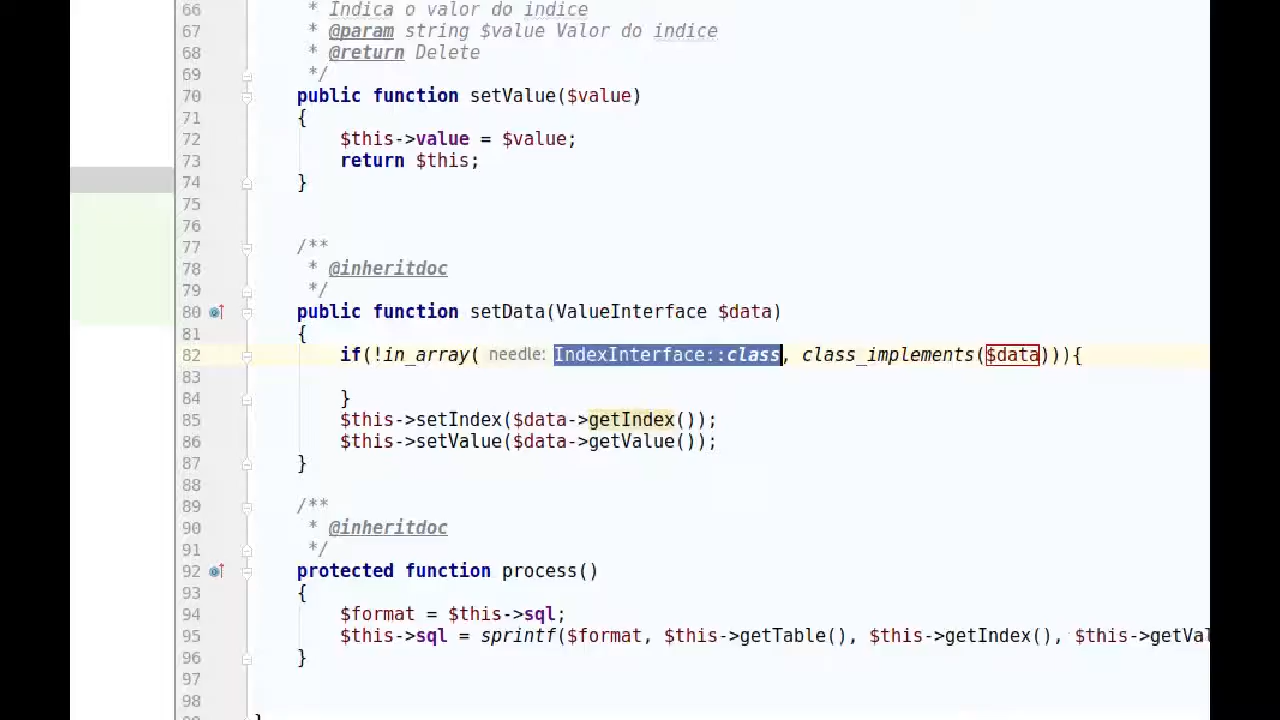 66 * Indica o valor do indice
67 * @param string $value Valor do indice
68 * @return Delete
69 */
70 public function setValue($value)
71 {
72 $this->value = $value;
73 return $this;
74 }
75
76
77 /**
78 * @inheritdoc
79 */
80 public function setData(ValueInterface $data)
81 {
82 if(!in_array( needle: IndexInterface::class, class_implements($data))){
83
84 }
85 $this->setIndex($data->getIndex());
86 $this->setValue($data->getValue());
87 }
88
89 /**
90 * @inheritdoc
91 */
92 protected function process()
93 {
94 $format = $this->sql;
95 $this->sql = sprintf($format, $this->getTable(), $this->getIndex(), $this->getVal
96 }
97
98